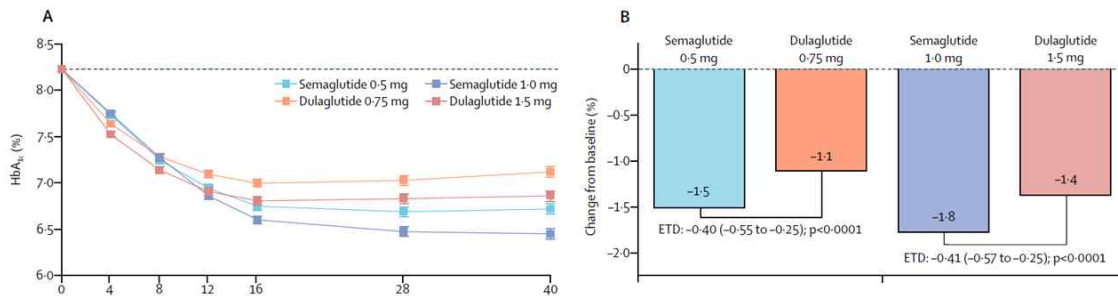 A
8·5
8·0
7·5
7·0
6·5
6·0
HbA1c (%)
Semaglutide 0·5 mg
Semaglutide 1·0 mg
Dulaglutide 0·75 mg
Dulaglutide 1·5 mg
0 4 8 12 16 28 40
B
Semaglutide
0·5 mg
Dulaglutide
0·75 mg
Semaglutide
1·0 mg
Dulaglutide
1·5 mg
0
−0·5
−1·0
−1·5
−2·0
Change from baseline (%)
−1·5
−1·1
−1·8
−1·4
ETD: −0·40 (−0·55 to −0·25); p<0·0001
ETD: −0·41 (−0·57 to −0·25); p<0·0001